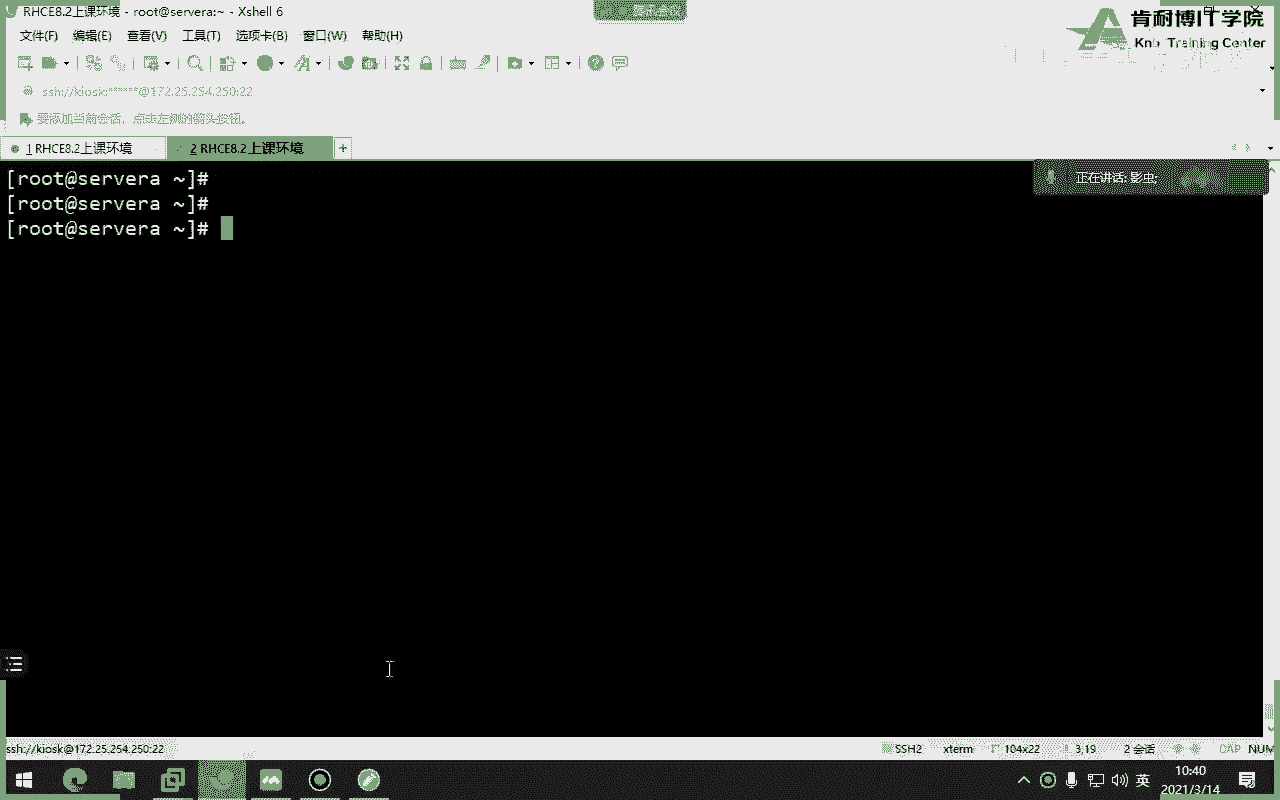 RHCE8.2上课环境 - root@servera:~ - Xshell 6
肯耐博IT学院
Knb Training Center
文件(F) 编辑(E) 查看(V) 工具(T) 选项卡(B) 窗口(W) 帮助(H)
ssh://kiosk:******@172.25.254.250:22
要添加当前会话，点击左侧的箭头按钮。
1 RHCE8.2上课环境
2 RHCE8.2上课环境 +
[root@servera ~]#
正在讲话: 影虫;
[root@servera ~]#
[root@servera ~]#
ssh://kiosk@172.25.254.250:22 SSH2 xterm 104x22 3,19 2 会话 CAP NUM
英 10:40
2021/3/14